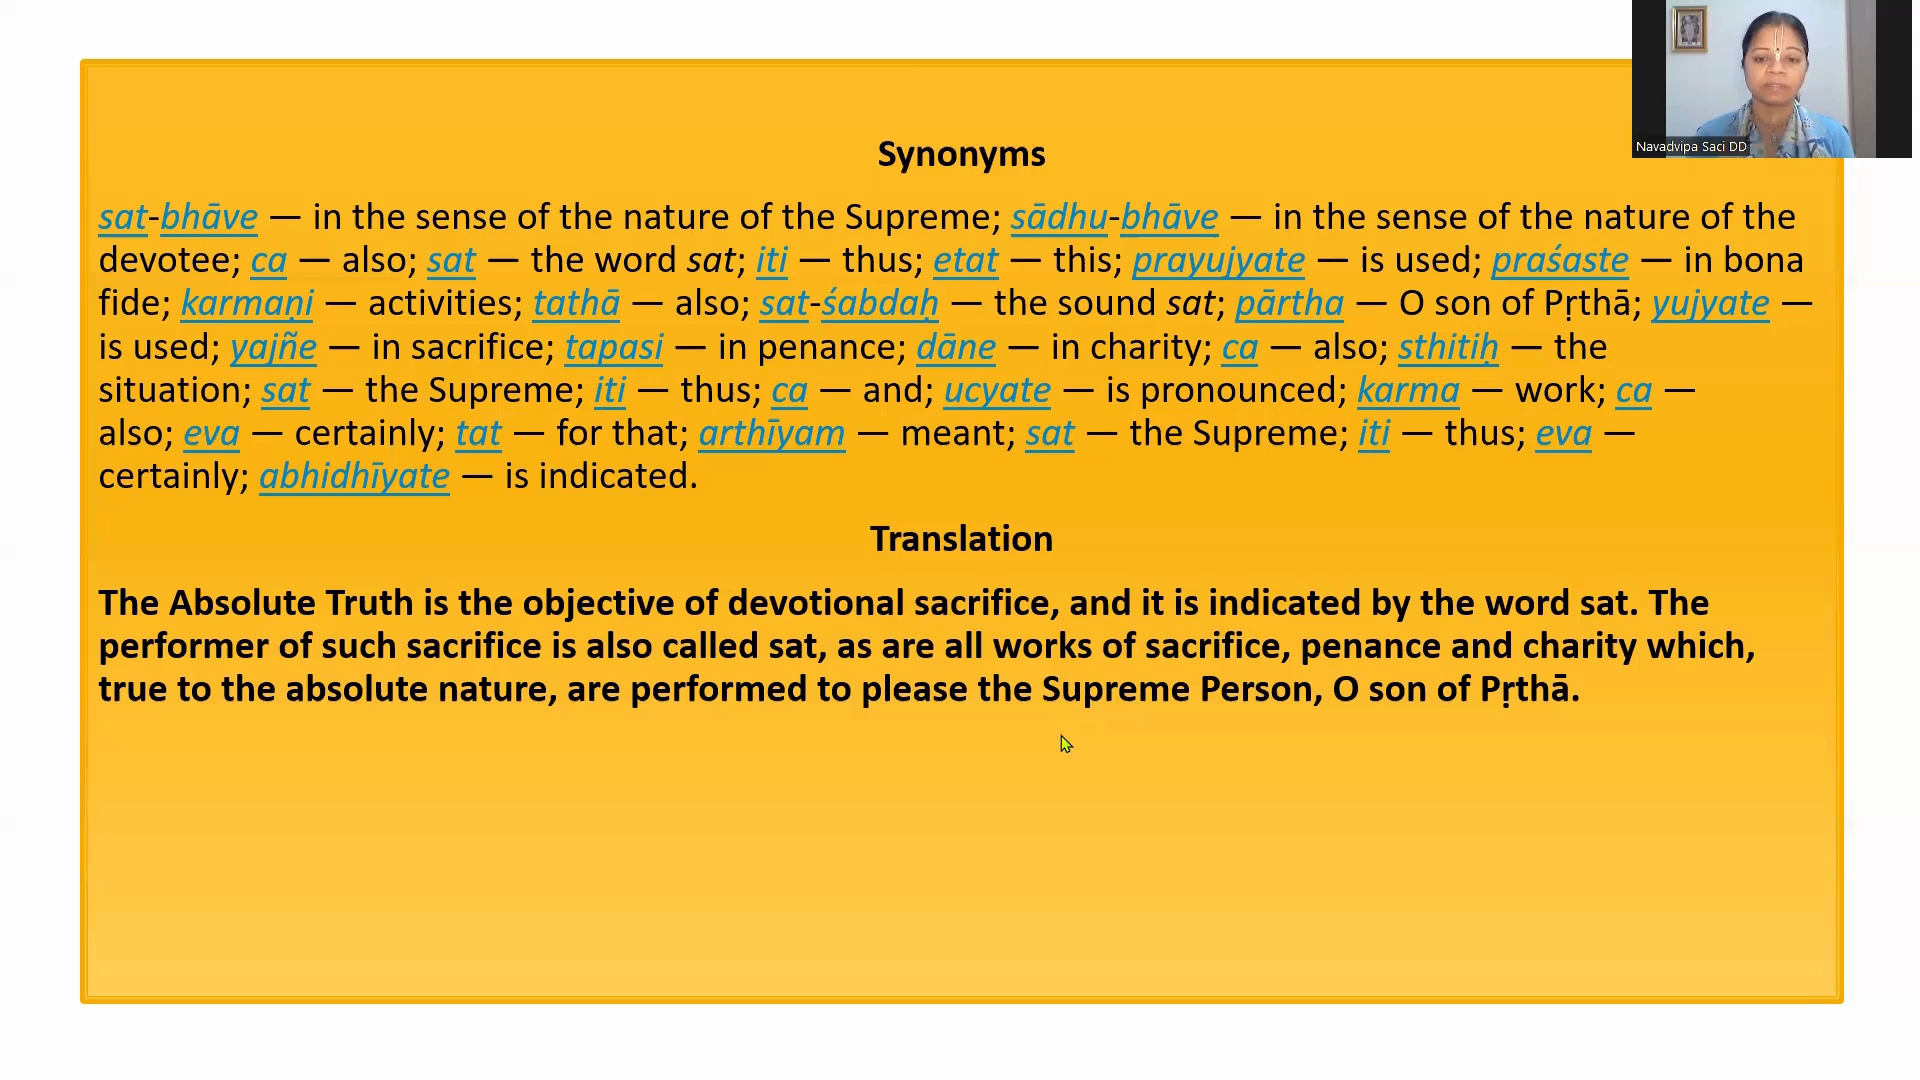 Navadvipa Saci DD
Synonyms
sat-bhāve — in the sense of the nature of the Supreme; sādhu-bhāve — in the sense of the nature of the
devotee; ca — also; sat — the word sat; iti — thus; etat — this; prayujyate — is used; praśaste — in bona
fide; karmaṇi — activities; tathā — also; sat-śabdaḥ — the sound sat; pārtha — O son of Pṛthā; yujyate —
is used; yajñe — in sacrifice; tapasi — in penance; dāne — in charity; ca — also; sthitiḥ — the
situation; sat — the Supreme; iti — thus; ca — and; ucyate — is pronounced; karma — work; ca —
also; eva — certainly; tat — for that; arthīyam — meant; sat — the Supreme; iti — thus; eva —
certainly; abhidhīyate — is indicated.
Translation
The Absolute Truth is the objective of devotional sacrifice, and it is indicated by the word sat. The
performer of such sacrifice is also called sat, as are all works of sacrifice, penance and charity which,
true to the absolute nature, are performed to please the Supreme Person, O son of Pṛthā.